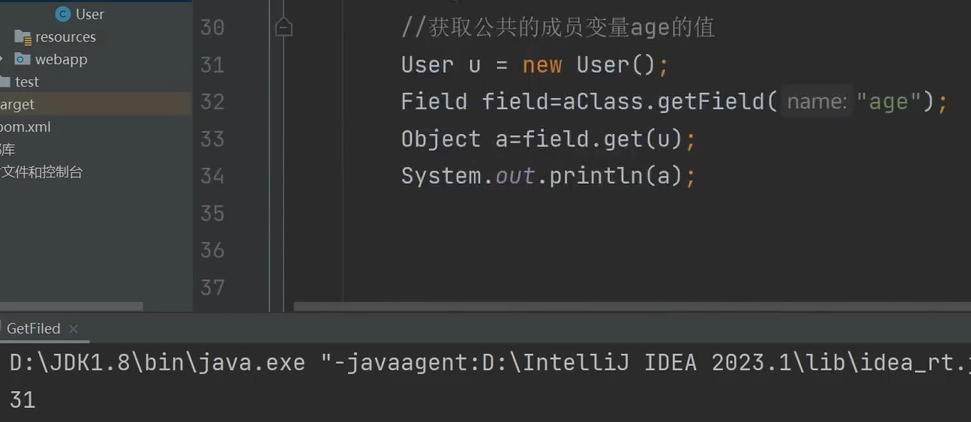 User
resources
webapp
test
arget
oom.xml
库
文件和控制台
30 //获取公共的成员变量age的值
31 User u = new User();
32 Field field=aClass.getField( name: "age");
33 Object a=field.get(u);
34 System.out.println(a);
35
36
37
GetFiled ×
D:\JDK1.8\bin\java.exe "-javaagent:D:\IntelliJ IDEA 2023.1\lib\idea_rt.j
31